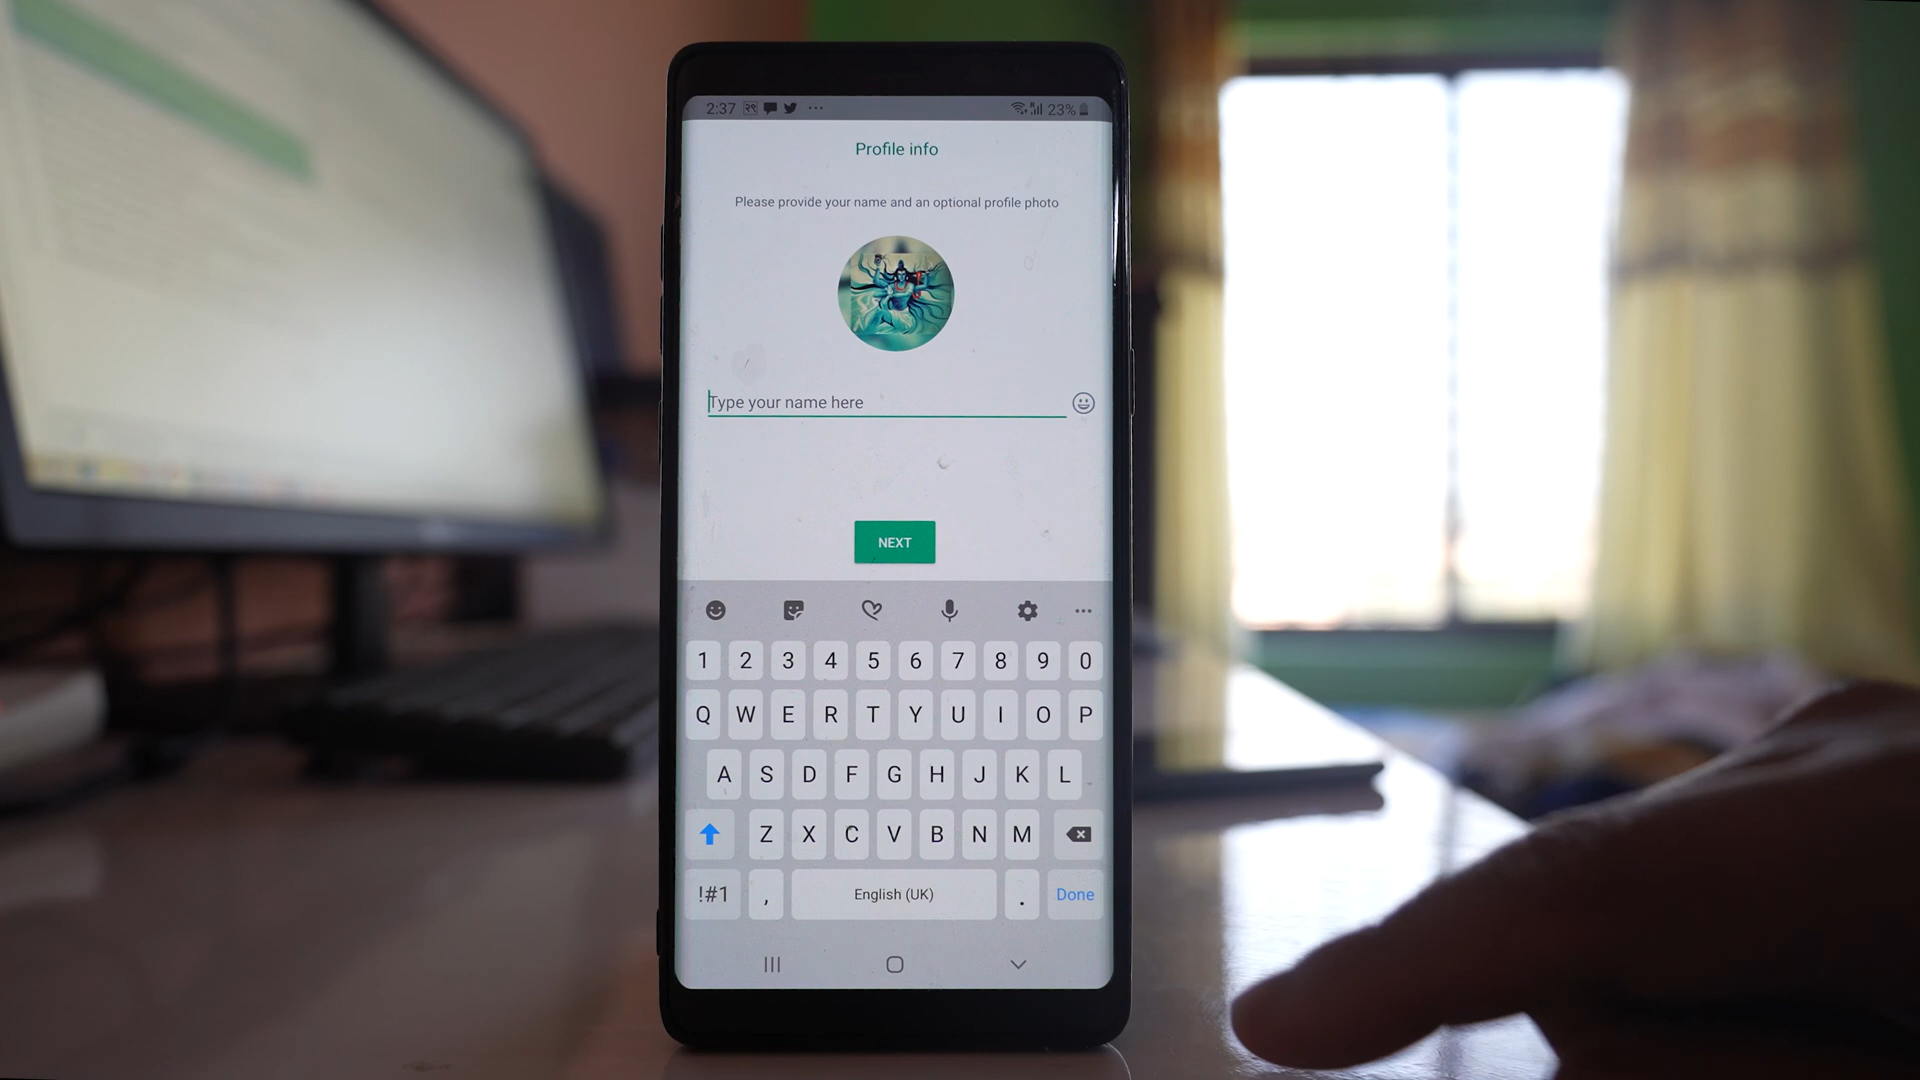 2:37 २९ ... 23%
Profile info
Please provide your name and an optional profile photo
Type your name here
NEXT
...
1 2 3 4 5 6 7 8 9 0
Q W E R T Y U I O P
A S D F G H J K L
Z X C V B N M
!#1 , English (UK) . Done